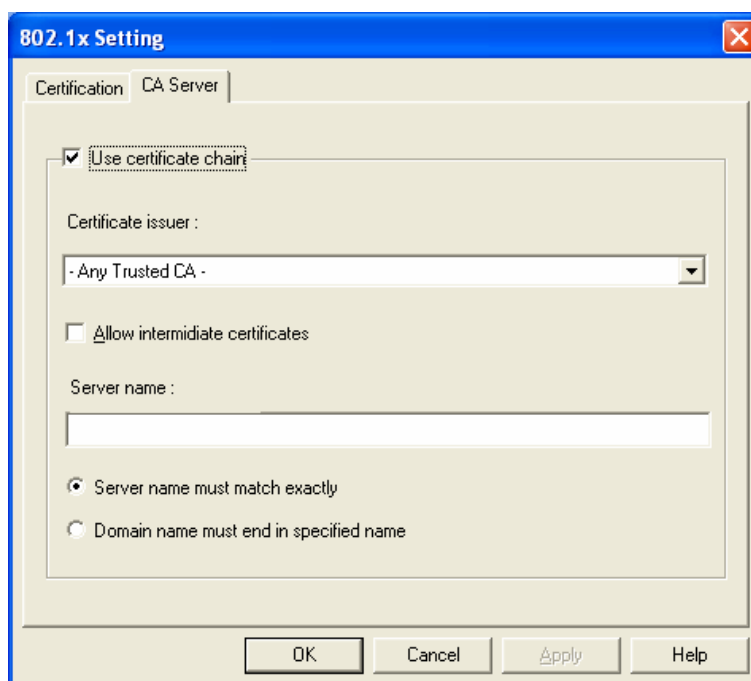 802.1x Setting
Certification CA Server
Use certificate chain
Certificate issuer :
- Any Trusted CA -
Allow intermidiate certificates
Server name :
Server name must match exactly
Domain name must end in specified name
OK Cancel Apply Help